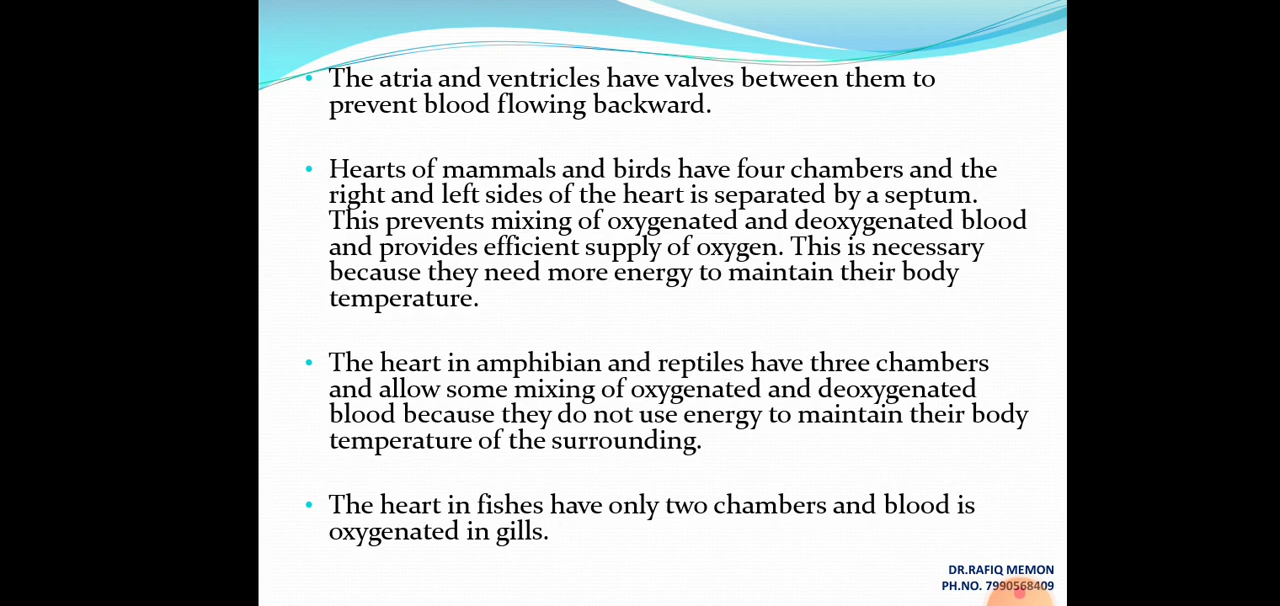 • The atria and ventricles have valves between them to
prevent blood flowing backward.
• Hearts of mammals and birds have four chambers and the
right and left sides of the heart is separated by a septum.
This prevents mixing of oxygenated and deoxygenated blood
and provides efficient supply of oxygen. This is necessary
because they need more energy to maintain their body
temperature.
• The heart in amphibian and reptiles have three chambers
and allow some mixing of oxygenated and deoxygenated
blood because they do not use energy to maintain their body
temperature of the surrounding.
• The heart in fishes have only two chambers and blood is
oxygenated in gills.
DR.RAFIQ MEMON
PH.NO. 7990568409